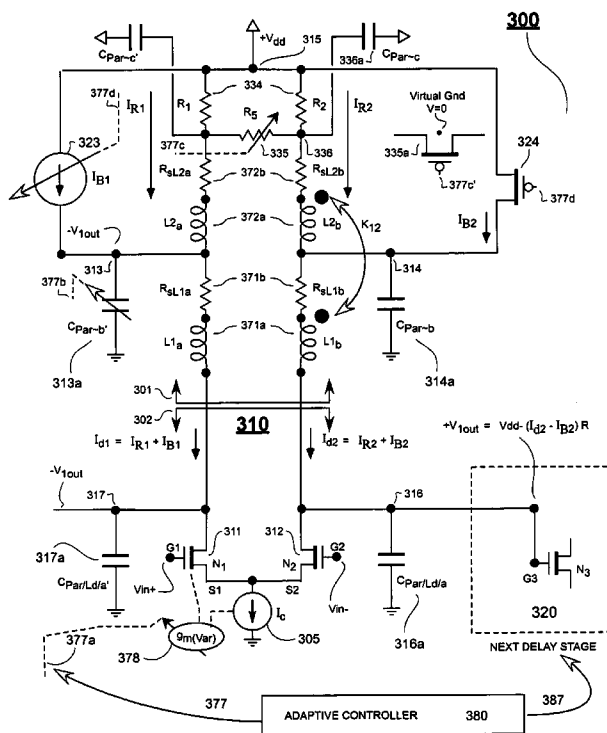 300
+Vdd
315
CPar~c'
336a
CPar~c
377d
334
R1
R2
IR1
R5
IR2
Virtual Gnd
V=0
377c
335
336
335a
377c'
324
377d
323
IB1
RsL2a
372b
RsL2b
L2a
372a
L2b
K12
IB2
-V1out
313
314
377b
RsL1a
371b
RsL1b
CPar~b'
313a
L1a
371a
L1b
CPar~b
314a
301
302
310
Id1 = IR1 + IB1
Id2 = IR2 + IB2
+V1out = Vdd- (Id2 - IB2) R
-V1out
317
316
317a
CPar/Ld/a'
G1
311
N1
312
N2
G2
Vin+
S1
S2
Vin-
CPar/Ld/a
316a
G3
N3
320
Ic
305
gm(Var)
378
377a
NEXT DELAY STAGE
377
387
ADAPTIVE CONTROLLER 380